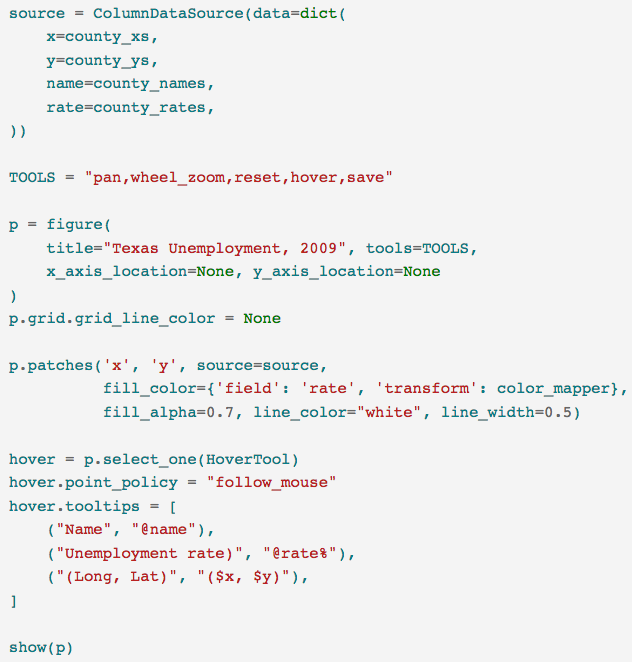 source = ColumnDataSource(data=dict(
    x=county_xs,
    y=county_ys,
    name=county_names,
    rate=county_rates,
))

TOOLS = "pan,wheel_zoom,reset,hover,save"

p = figure(
    title="Texas Unemployment, 2009", tools=TOOLS,
    x_axis_location=None, y_axis_location=None
)
p.grid.grid_line_color = None

p.patches('x', 'y', source=source,
          fill_color={'field': 'rate', 'transform': color_mapper},
          fill_alpha=0.7, line_color="white", line_width=0.5)

hover = p.select_one(HoverTool)
hover.point_policy = "follow_mouse"
hover.tooltips = [
    ("Name", "@name"),
    ("Unemployment rate)", "@rate%"),
    ("(Long, Lat)", "($x, $y)"),
]

show(p)